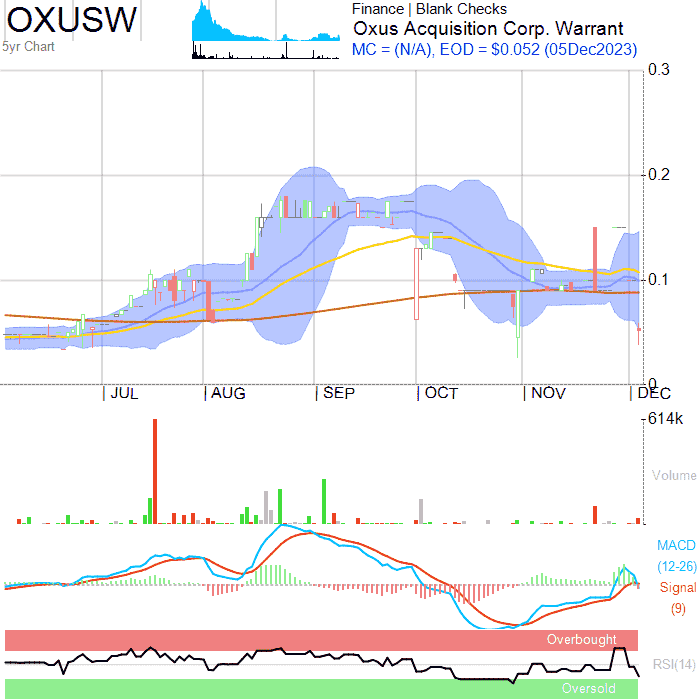 OXUSW
5yr Chart
Finance | Blank Checks
Oxus Acquisition Corp. Warrant
MC = (N/A), EOD = $0.052 (05Dec2023)
0.3
0.2
0.1
0
JUL AUG SEP OCT NOV DEC
614k
Volume
MACD
(12-26)
Signal
(9)
Overbought
RSI(14)
Oversold